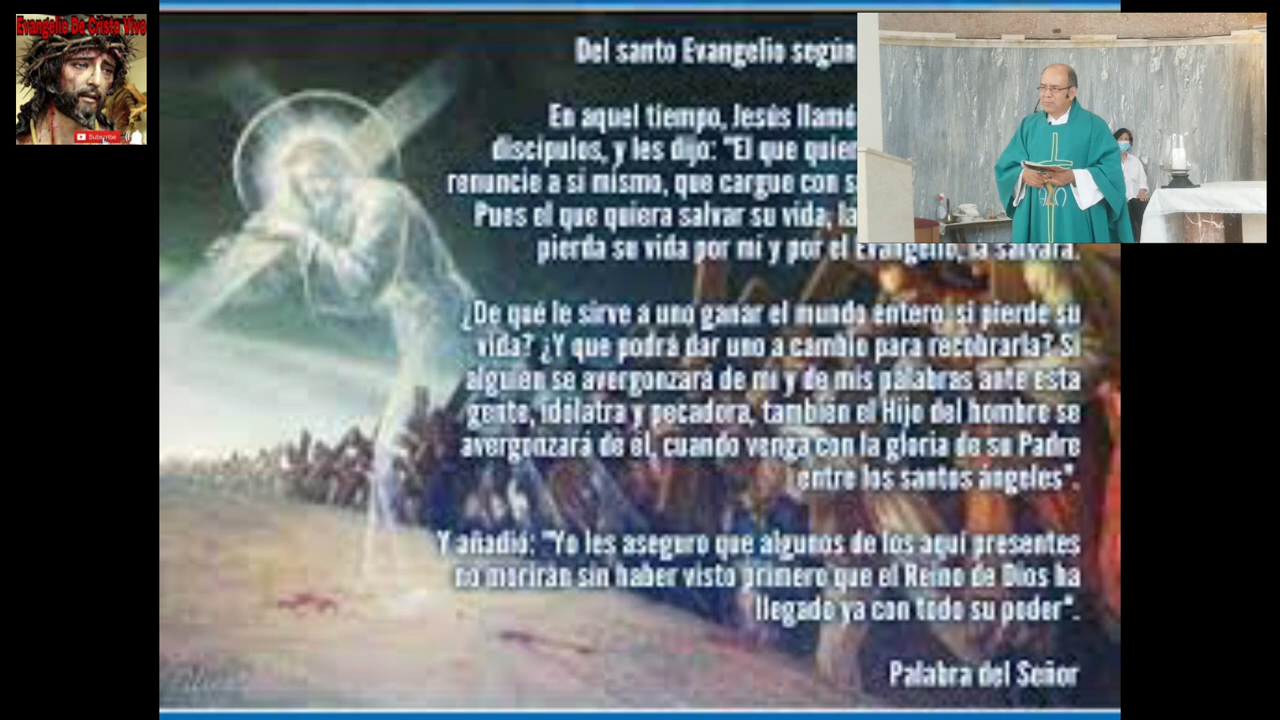 Evangelio De Cristo Vivo
Subscribe
Del santo Evangelio según
En aquel tiempo, Jesús llamó
discípulos, y les dijo: "El que quier
renuncie a sí mismo, que cargue con s
Pues el que quiera salvar su vida, la
pierda su vida por mí y por el Evangelio, la salvará.
¿De qué le sirve a uno ganar el mundo entero, si pierde su
vida? ¿Y que podrá dar uno a cambio para recobrarla? Si
alguien se avergonzará de mí y de mis palabras ante esta
gente, idólatra y pecadora, también el Hijo del hombre se
avergonzará de él, cuando venga con la gloria de su Padre
entre los santos ángeles".
Y añadió: "Yo les aseguro que algunos de los aquí presentes
no morirán sin haber visto primero que el Reino de Dios ha
llegado ya con todo su poder".
Palabra del Señor